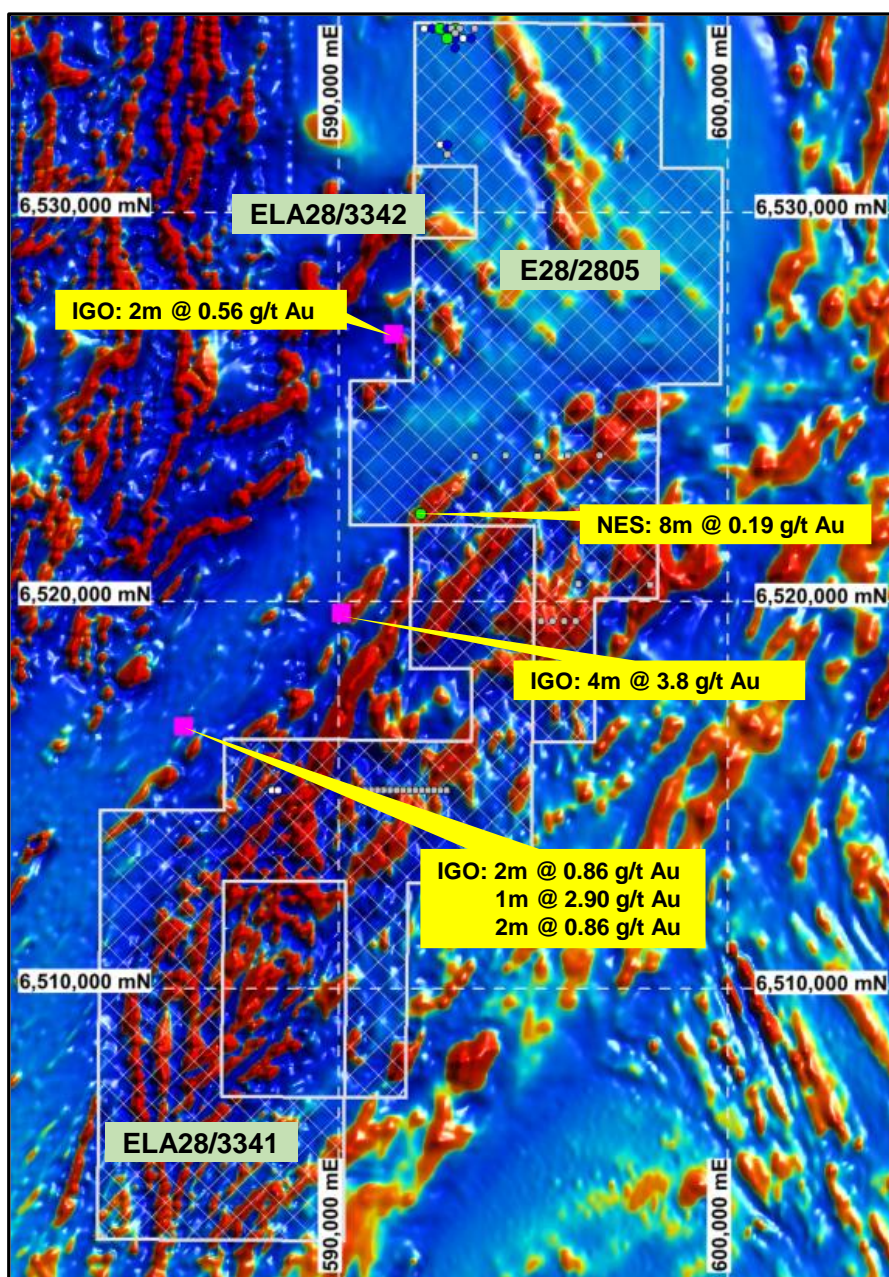 590,000 mE
600,000 mE
6,530,000 mN
6,530,000 mN
ELA28/3342
E28/2805
IGO: 2m @ 0.56 g/t Au
NES: 8m @ 0.19 g/t Au
6,520,000 mN
6,520,000 mN
IGO: 4m @ 3.8 g/t Au
IGO: 2m @ 0.86 g/t Au
1m @ 2.90 g/t Au
2m @ 0.86 g/t Au
6,510,000 mN
6,510,000 mN
ELA28/3341
590,000 mE
600,000 mE